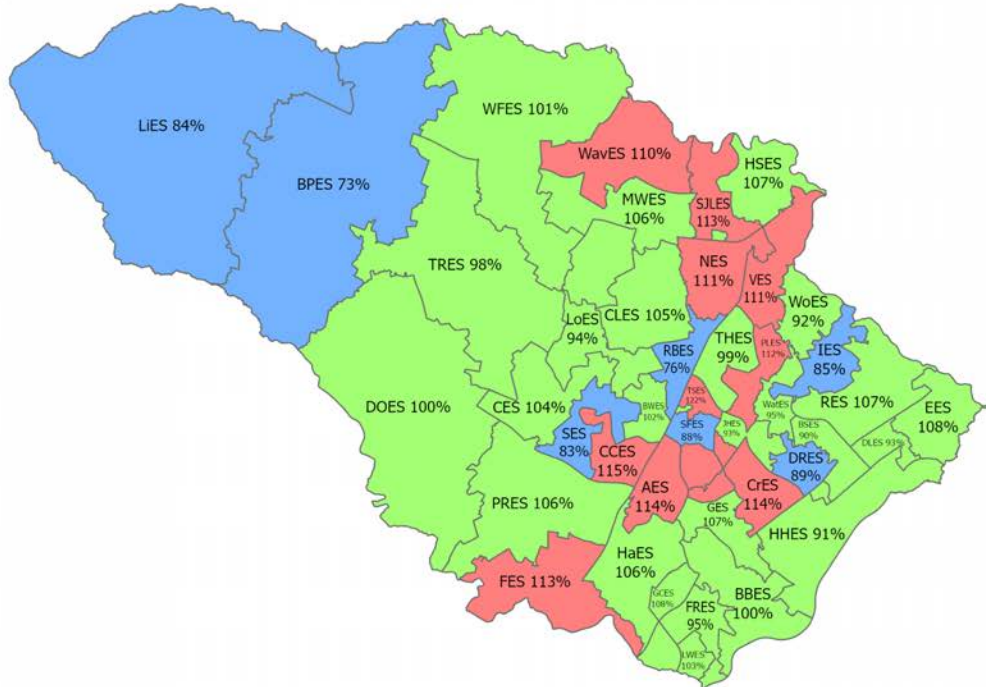 WFES 101%
LiES 84%
WavES 110%
HSES
107%
BPES 73%
MWES
106%
SJLES
113%
TRES 98%
NES
111%
VES
111%
WoES
92%
CLES 105%
LoES
94%
THES
99%
PLES
112%
RBES
76%
IES
85%
TSES
122%
DOES 100%
CES 104%
BWES
102%
WatES
95%
RES 107%
EES
108%
SES
83%
SFES
88%
JHES
93%
BSES
90%
DLES 93%
CCES
115%
DRES
89%
AES
114%
CrES
114%
PRES 106%
GES
107%
HHES 91%
HaES
106%
FES 113%
GCES
108%
FRES
95%
BBES
100%
LWES
103%